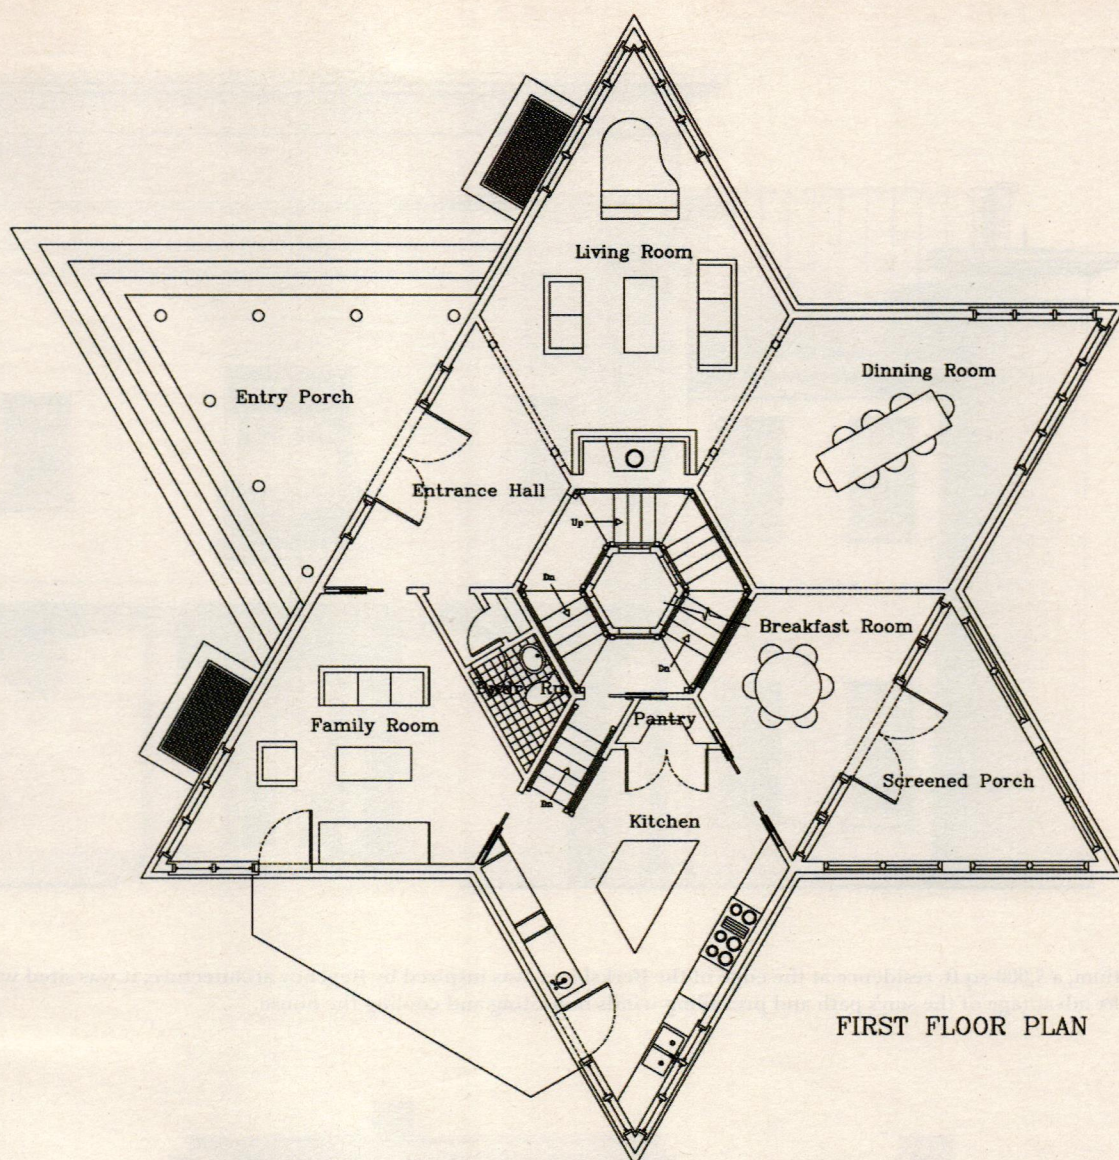 Living Room
Dinning Room
Entry Porch
Entrance Hall
Up
Dn
Breakfast Room
Dn
Family Room
Pantry
Screened Porch
Dn
Kitchen
FIRST FLOOR PLAN